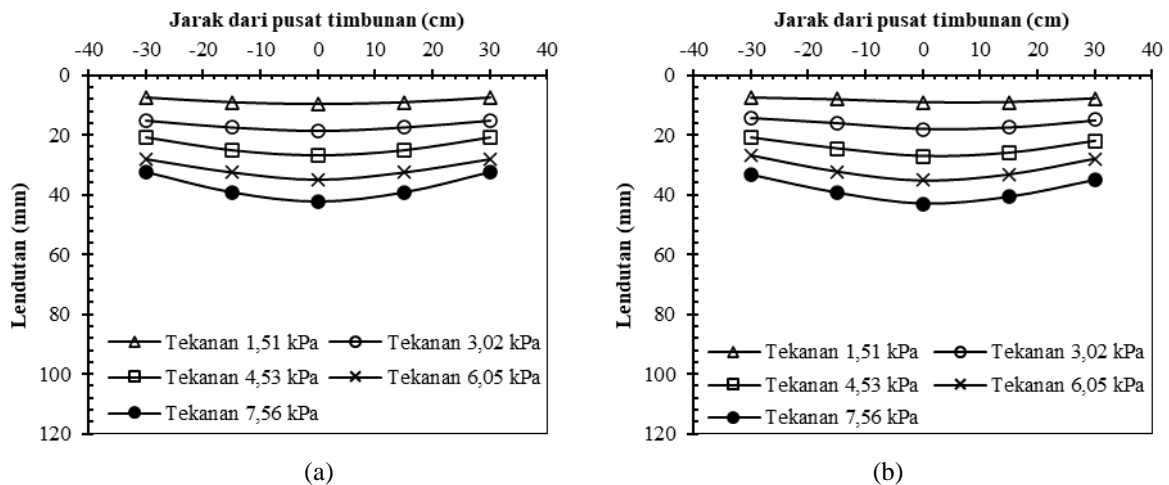 Jarak dari pusat timbunan (cm)
-40 -30 -20 -10 0 10 20 30 40
0
20
40
60
80
100
120
Lendutan (mm)
Tekanan 1,51 kPa Tekanan 3,02 kPa
Tekanan 4,53 kPa Tekanan 6,05 kPa
Tekanan 7,56 kPa
(a)
Jarak dari pusat timbunan (cm)
-40 -30 -20 -10 0 10 20 30 40
0
20
40
60
80
100
120
Lendutan (mm)
Tekanan 1,51 kPa Tekanan 3,02 kPa
Tekanan 4,53 kPa Tekanan 6,05 kPa
Tekanan 7,56 kPa
(b)